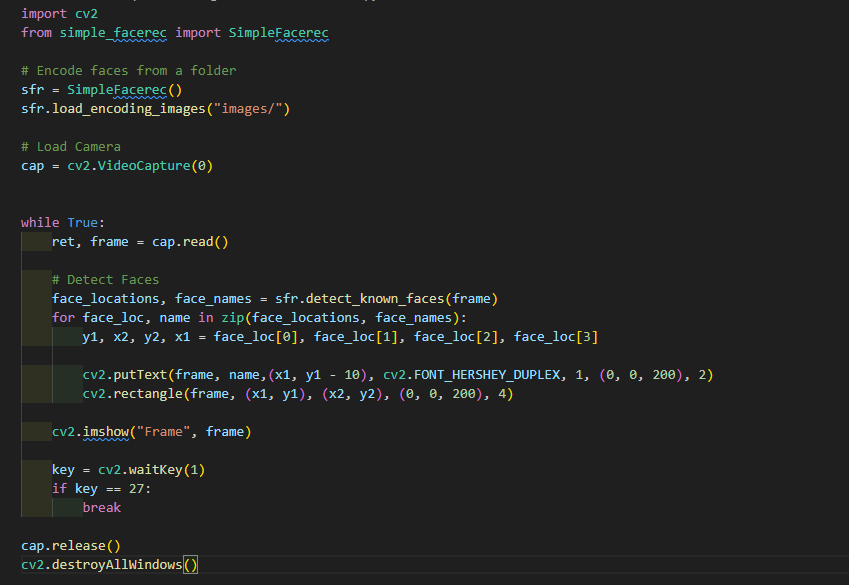 import cv2
from simple_facerec import SimpleFacerec

# Encode faces from a folder
sfr = SimpleFacerec()
sfr.load_encoding_images("images/")

# Load Camera
cap = cv2.VideoCapture(0)


while True:
    ret, frame = cap.read()

    # Detect Faces
    face_locations, face_names = sfr.detect_known_faces(frame)
    for face_loc, name in zip(face_locations, face_names):
        y1, x2, y2, x1 = face_loc[0], face_loc[1], face_loc[2], face_loc[3]

        cv2.putText(frame, name,(x1, y1 - 10), cv2.FONT_HERSHEY_DUPLEX, 1, (0, 0, 200), 2)
        cv2.rectangle(frame, (x1, y1), (x2, y2), (0, 0, 200), 4)

    cv2.imshow("Frame", frame)

    key = cv2.waitKey(1)
    if key == 27:
        break

cap.release()
cv2.destroyAllWindows()